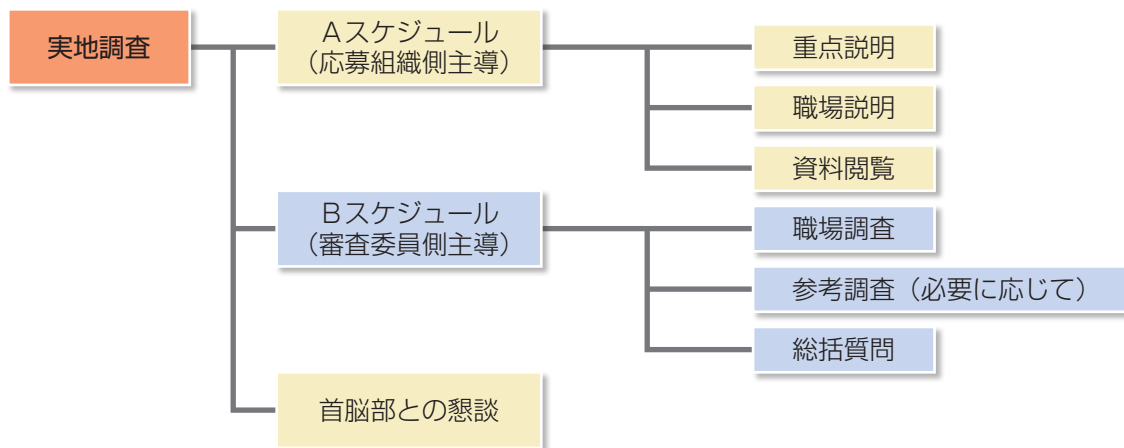 実地調査
Aスケジュール
（応募組織側主導）
重点説明
職場説明
資料閲覧
Bスケジュール
（審査委員側主導）
職場調査
参考調査（必要に応じて）
総括質問
首脳部との懇談